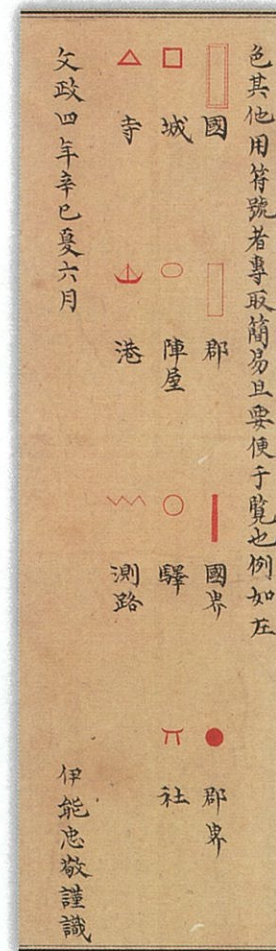 色其他用符號者專取簡易且要便于覧也例如左
國 郡 國界 郡界
城 陣屋 驛 社
寺 港 測路
文政四年辛巳夏六月 伊能忠敬謹識